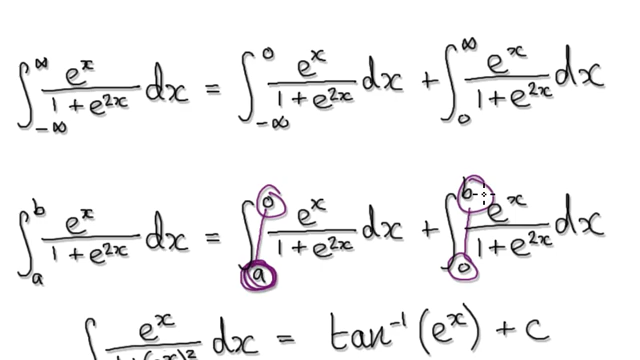 ∫_{-∞}^{∞} e^x/(1 + e^{2x}) dx = ∫_{-∞}^{0} e^x/(1 + e^{2x}) dx + ∫_{0}^{∞} e^x/(1 + e^{2x}) dx
∫_{a}^{b} e^x/(1 + e^{2x}) dx = ∫_{a}^{0} e^x/(1 + e^{2x}) dx + ∫_{0}^{b} e^x/(1 + e^{2x}) dx
∫ e^x/(1+(e^x)^2) dx = tan^{-1}(e^x) + c